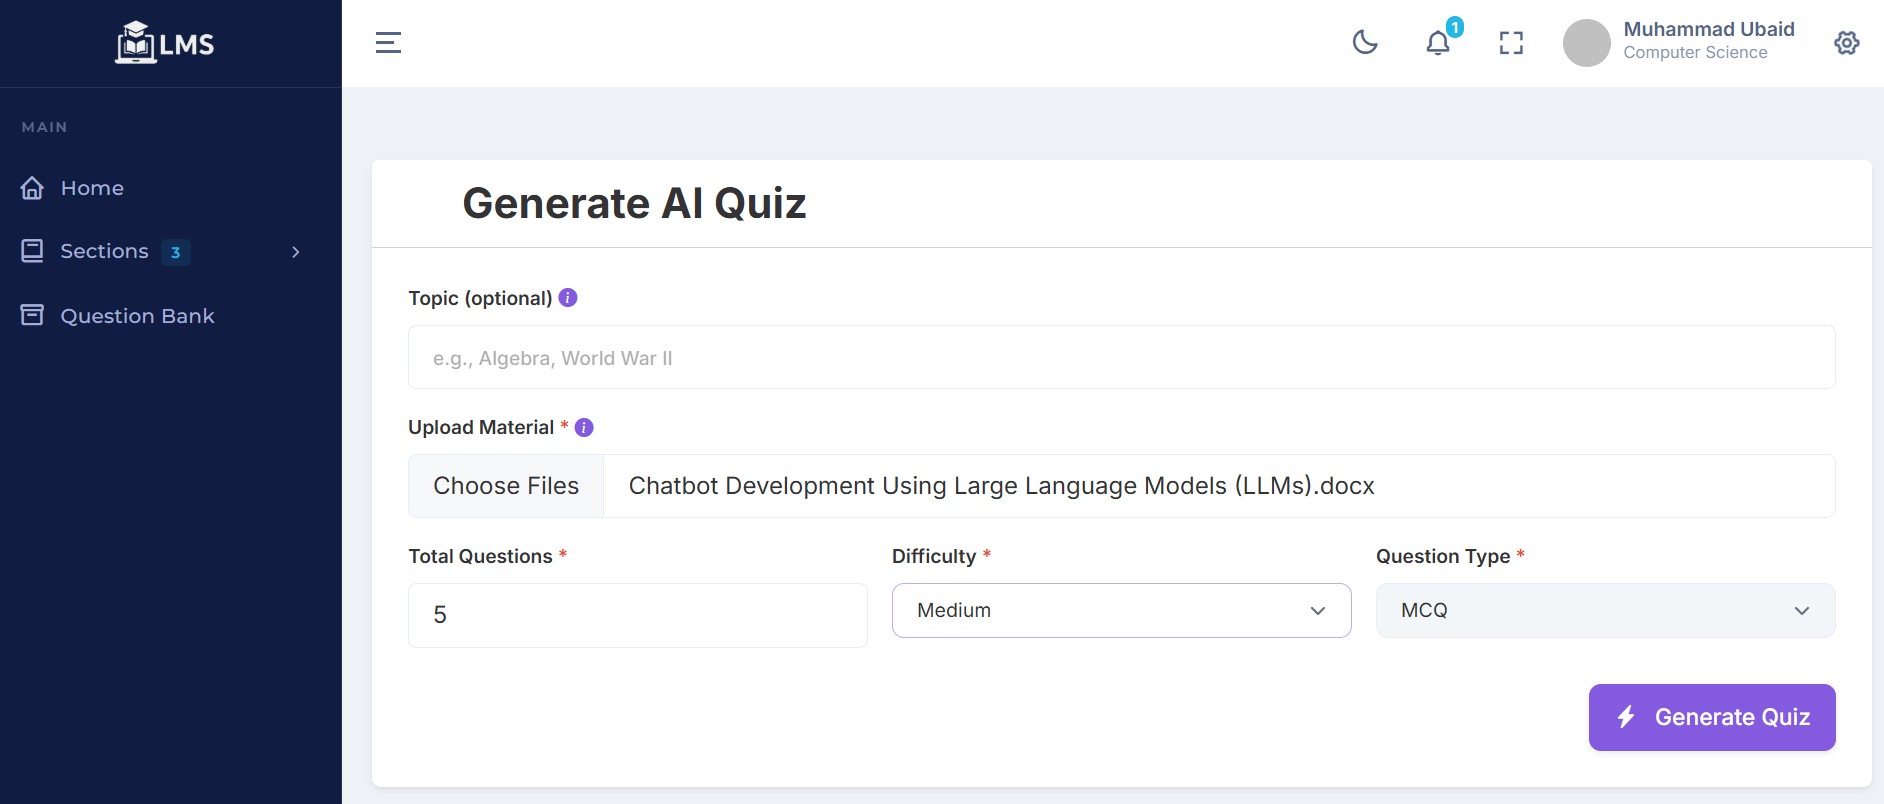 LMS
1
Muhammad Ubaid
Computer Science
MAIN
Home
Sections 3
Question Bank
Generate AI Quiz
Topic (optional) i
e.g., Algebra, World War II
Upload Material * i
Choose Files Chatbot Development Using Large Language Models (LLMs).docx
Total Questions * Difficulty * Question Type *
5 Medium MCQ
Generate Quiz